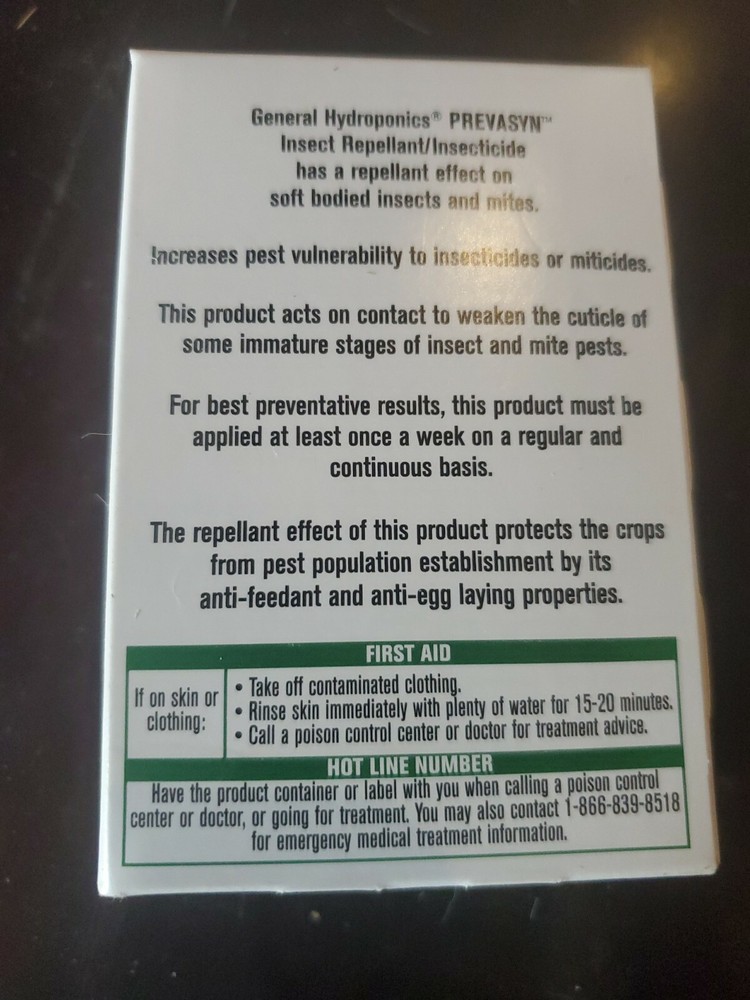 General Hydroponics® PREVASYN™
Insect Repellant/Insecticide
has a repellant effect on
soft bodied insects and mites.
Increases pest vulnerability to insecticides or miticides.
This product acts on contact to weaken the cuticle of
some immature stages of insect and mite pests.
For best preventative results, this product must be
applied at least once a week on a regular and
continuous basis.
The repellant effect of this product protects the crops
from pest population establishment by its
anti-feedant and anti-egg laying properties.
FIRST AID
If on skin or
clothing:
• Take off contaminated clothing.
• Rinse skin immediately with plenty of water for 15-20 minutes.
• Call a poison control center or doctor for treatment advice.
HOT LINE NUMBER
Have the product container or label with you when calling a poison control
center or doctor, or going for treatment. You may also contact 1-866-839-8518
for emergency medical treatment information.